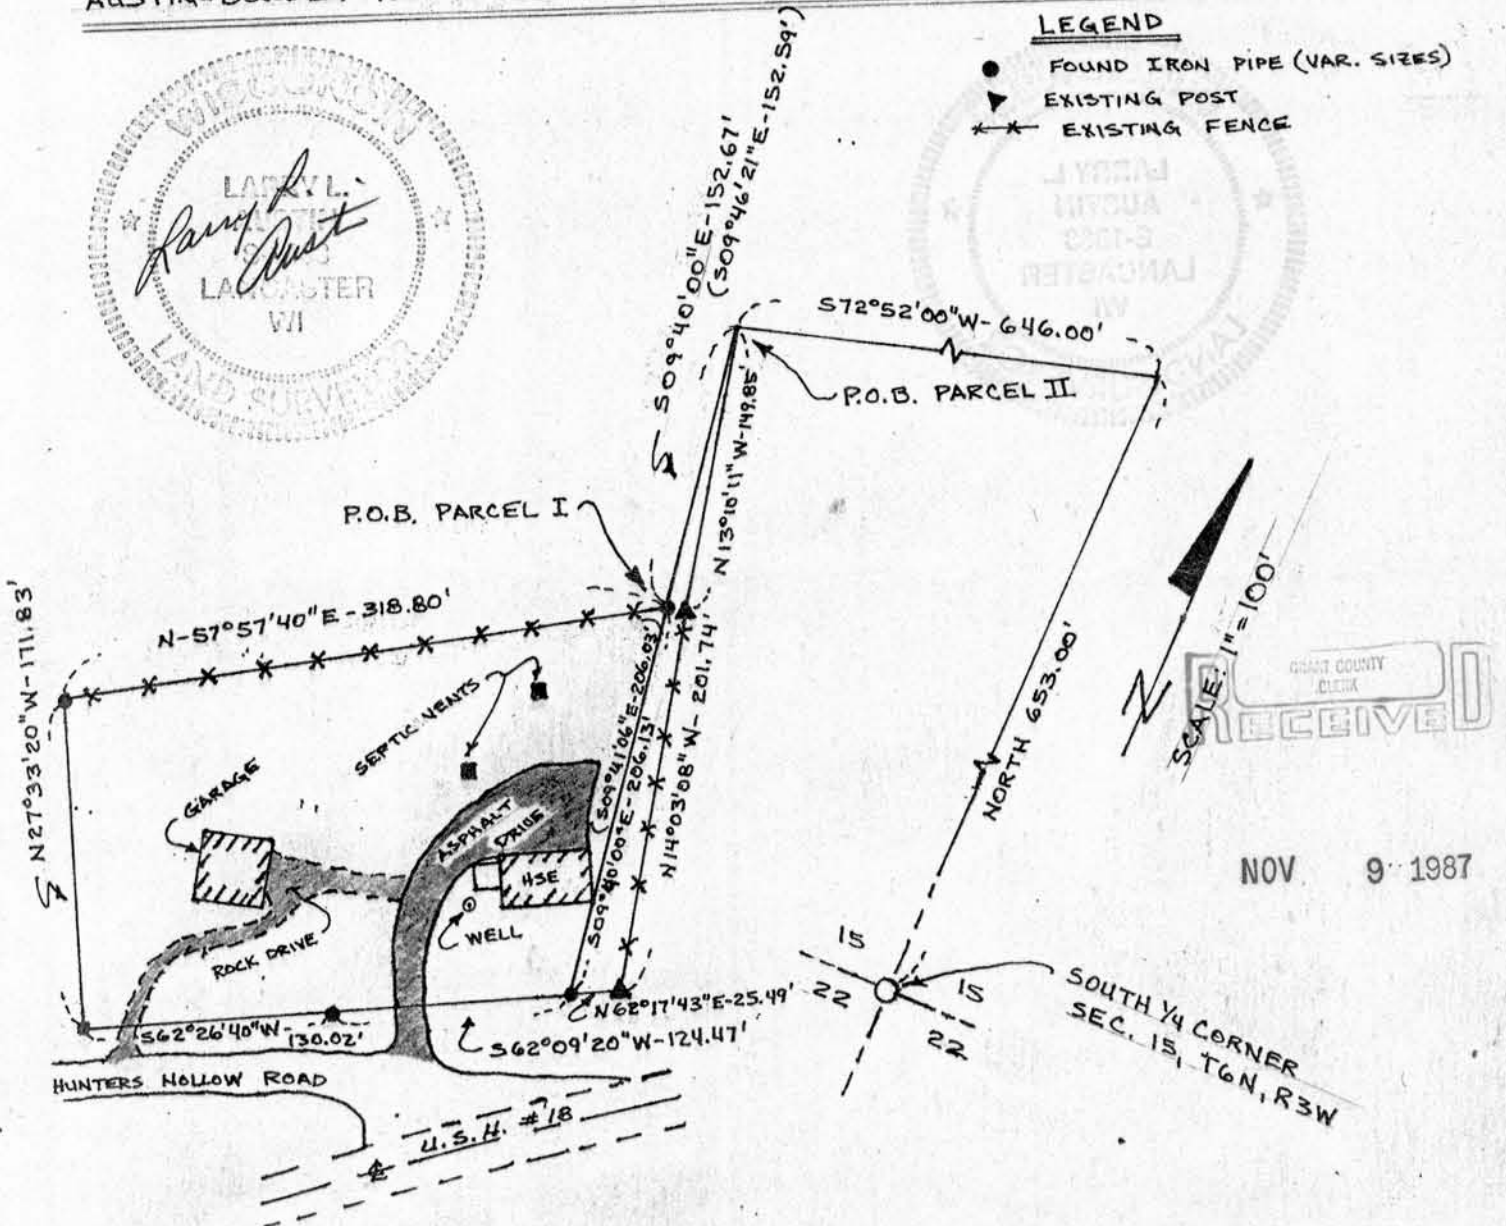 LEGEND
FOUND IRON PIPE (VAR. SIZES)
EXISTING POST
EXISTING FENCE
WISCONSIN
LARRY L.
LANCASTER
WI
LAND SURVEYOR
Larry L. Aust
S09°40'00"E-152.67'
(S09°46'21"E-152.59')
S72°52'00"W-646.00'
P.O.B. PARCEL II
N13°10'11"W-149.85'
P.O.B. PARCEL I
N-57°57'40"E-318.80'
N27°33'20"W-171.83'
SEPTIC VENTS
GARAGE
ASPHALT
DRIVE
HSE
WELL
ROCK DRIVE
(S09°41'06"E-206.03')
S09°40'00"E-206.13'
N14°03'08"W-201.74'
NORTH 653.00'
N
SCALE: 1"=100'
GRANT COUNTY
CLERK
RECEIVED
NOV 9 1987
15
15
22
22
SOUTH 1/4 CORNER
SEC. 15, T6N, R3W
N62°17'43"E-25.49'
S62°26'40"W-
130.02'
S62°09'20"W-124.47'
HUNTERS HOLLOW ROAD
U.S.H. #18